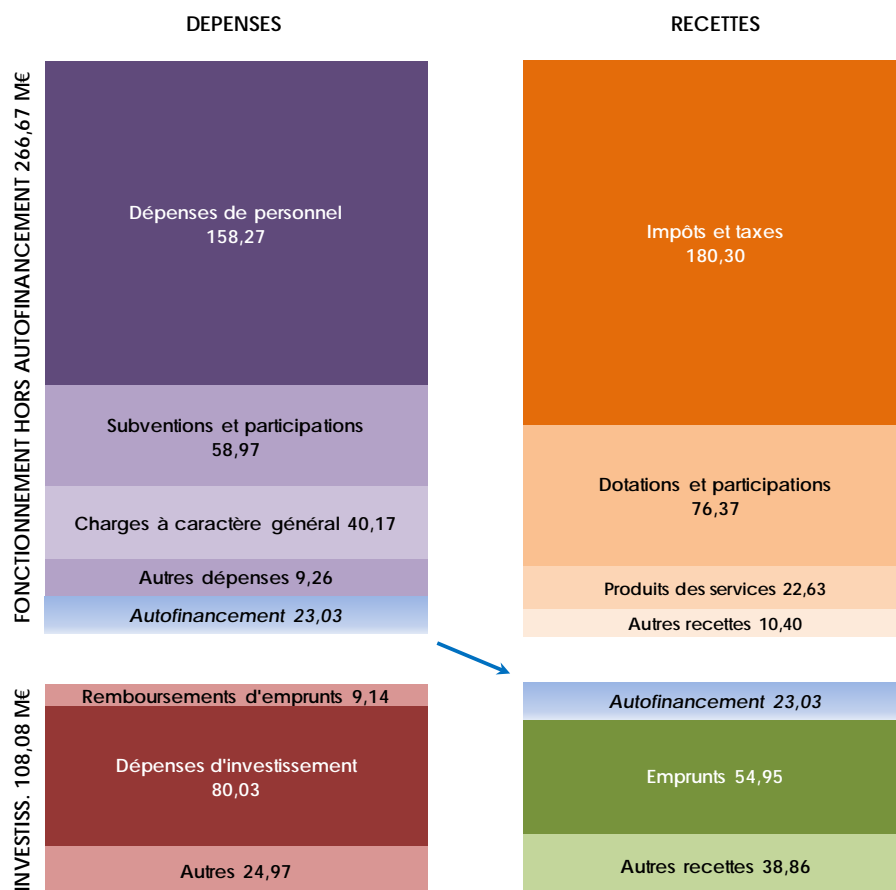 DEPENSES
RECETTES
FONCTIONNEMENT HORS AUTOFINANCEMENT 266,67 M€
Dépenses de personnel
158,27
Subventions et participations
58,97
Charges à caractère général 40,17
Autres dépenses 9,26
Autofinancement 23,03
Impôts et taxes
180,30
Dotations et participations
76,37
Produits des services 22,63
Autres recettes 10,40
INVESTISS. 108,08 M€
Remboursements d'emprunts 9,14
Dépenses d'investissement
80,03
Autres 24,97
Autofinancement 23,03
Emprunts 54,95
Autres recettes 38,86